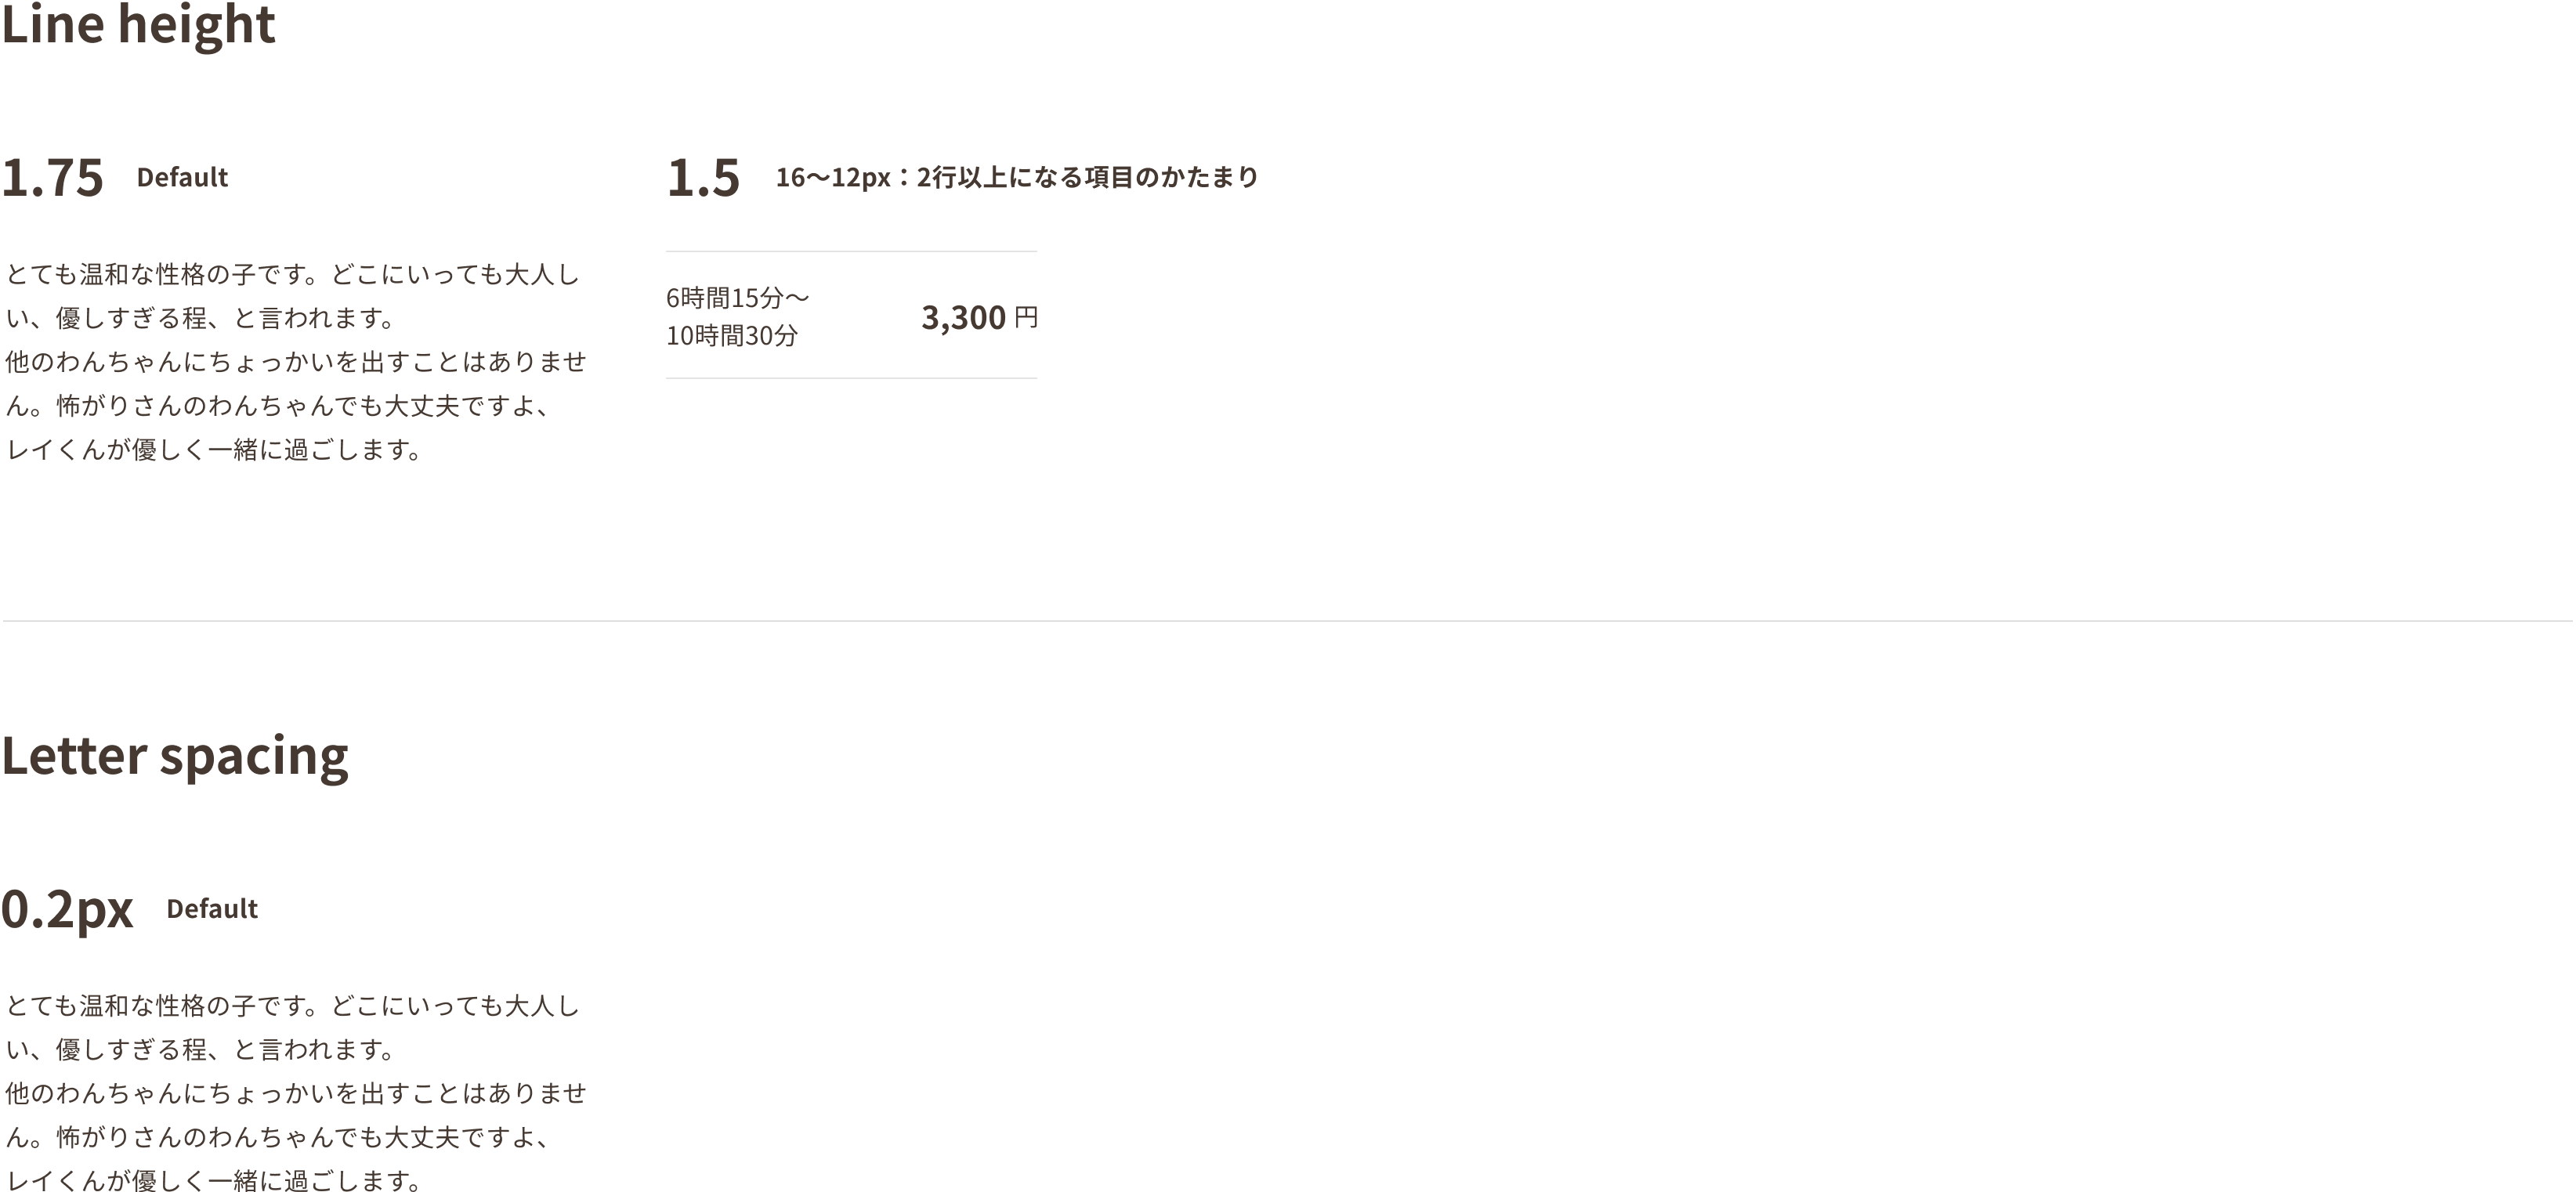 Line height
1.75 Default
とても温和な性格の子です。どこにいっても大人し
い、優しすぎる程、と言われます。
他のわんちゃんにちょっかいを出すことはありませ
ん。怖がりさんのわんちゃんでも大丈夫ですよ、
レイくんが優しく一緒に過ごします。
1.5 16〜12px：2行以上になる項目のかたまり
6時間15分〜
10時間30分
3,300 円
Letter spacing
0.2px Default
とても温和な性格の子です。どこにいっても大人し
い、優しすぎる程、と言われます。
他のわんちゃんにちょっかいを出すことはありませ
ん。怖がりさんのわんちゃんでも大丈夫ですよ、
レイくんが優しく一緒に過ごします。